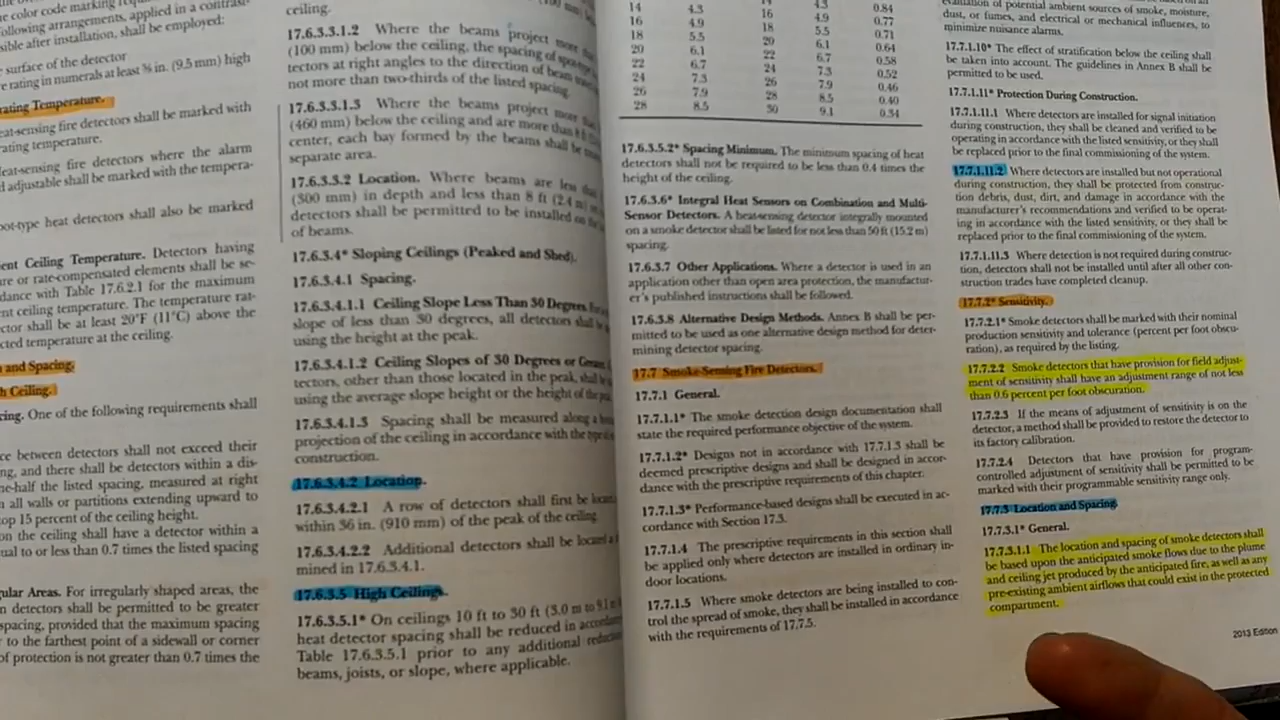 e color code marking requ
ollowing arrangements, applied in a contrast-
sible after installation, shall be employed:
surface of the detector
e rating in numerals at least ⅜ in. (9.5 mm) high
rating Temperature.
eat-sensing fire detectors shall be marked with
rating temperature.
eat-sensing fire detectors where the alarm
d adjustable shall be marked with the tempera-
pot-type heat detectors shall also be marked
ent Ceiling Temperature. Detectors having
re or rate-compensated elements shall be se-
dance with Table 17.6.2.1 for the maximum
nt ceiling temperature. The temperature rat-
ctor shall be at least 20°F (11°C) above the
cted temperature at the ceiling.
n and Spacing.
h Ceiling.
cing. One of the following requirements shall
ce between detectors shall not exceed their
ng, and there shall be detectors within a dis-
ne-half the listed spacing, measured at right
n all walls or partitions extending upward to
op 15 percent of the ceiling height.
on the ceiling shall have a detector within a
ual to or less than 0.7 times the listed spacing
ular Areas. For irregularly shaped areas, the
n detectors shall be permitted to be greater
spacing, provided that the maximum spacing
r to the farthest point of a sidewall or corner
of protection is not greater than 0.7 times the
ceiling.
17.6.3.3.1.2 Where the beams project more
(100 mm) below the ceiling, the spacing of
tectors at right angles to the direction of beam
not more than two-thirds of the listed spacing.
17.6.3.3.1.3 Where the beams project more
(460 mm) below the ceiling and are more than 8 ft
center, each bay formed by the beams shall be
separate area.
17.6.3.3.2 Location. Where beams are less
(300 mm) in depth and less than 8 ft (2.4 m)
detectors shall be permitted to be installed on
of beams.
17.6.3.4* Sloping Ceilings (Peaked and Shed).
17.6.3.4.1 Spacing.
17.6.3.4.1.1 Ceiling Slope Less Than 30 Degrees.
slope of less than 30 degrees, all detectors shall
using the height at the peak.
17.6.3.4.1.2 Ceiling Slopes of 30 Degrees or
tectors, other than those located in the peak, shall
using the average slope height or the height of the
17.6.3.4.1.3 Spacing shall be measured along a
projection of the ceiling in accordance with the
construction.
17.6.3.4.2 Location.
17.6.3.4.2.1 A row of detectors shall first be
within 36 in. (910 mm) of the peak of the ceiling
17.6.3.4.2.2 Additional detectors shall be
mined in 17.6.3.4.1.
17.6.3.5 High Ceilings.
17.6.3.5.1* On ceilings 10 ft to 30 ft (3.0 m to 9.1
heat detector spacing shall be reduced in
Table 17.6.3.5.1 prior to any additional
beams, joists, or slope, where applicable.
14 4.3 16 4.9 0.77
16 4.9 18 5.5 0.71
18 5.5 20 6.1 0.64
20 6.1 22 6.7 0.58
22 6.7 24 7.3 0.52
24 7.3 26 7.9 0.46
26 7.9 28 8.5 0.40
28 8.5 30 9.1 0.34
17.6.3.5.2* Spacing Minimum. The minimum spacing of heat
detectors shall not be required to be less than 0.4 times the
height of the ceiling.
17.6.3.6* Integral Heat Sensors on Combination and Multi-
Sensor Detectors. A heat-sensing detector integrally mounted
on a smoke detector shall be listed for not less than 50 ft (15.2 m)
spacing.
17.6.3.7 Other Applications. Where a detector is used in an
application other than open area protection, the manufactur-
er's published instructions shall be followed.
17.6.3.8 Alternative Design Methods. Annex B shall be per-
mitted to be used as one alternative design method for deter-
mining detector spacing.
17.7 Smoke-Sensing Fire Detectors.
17.7.1 General.
17.7.1.1* The smoke detection design documentation shall
state the required performance objective of the system.
17.7.1.2* Designs not in accordance with 17.7.1.3 shall be
deemed prescriptive designs and shall be designed in accor-
dance with the prescriptive requirements of this chapter.
17.7.1.3* Performance-based designs shall be executed in ac-
cordance with Section 17.3.
17.7.1.4 The prescriptive requirements in this section shall
be applied only where detectors are installed in ordinary in-
door locations.
17.7.1.5 Where smoke detectors are being installed to con-
trol the spread of smoke, they shall be installed in accordance
with the requirements of 17.7.5.
evaluation of potential ambient sources of smoke, moisture,
dust, or fumes, and electrical or mechanical influences, to
minimize nuisance alarms.
17.7.1.10* The effect of stratification below the ceiling shall
be taken into account. The guidelines in Annex B shall be
permitted to be used.
17.7.1.11* Protection During Construction.
17.7.1.11.1 Where detectors are installed for signal initiation
during construction, they shall be cleaned and verified to be
operating in accordance with the listed sensitivity, or they shall
be replaced prior to the final commissioning of the system.
17.7.1.11.2 Where detectors are installed but not operational
during construction, they shall be protected from construc-
tion debris, dust, dirt, and damage in accordance with the
manufacturer's recommendations and verified to be operat-
ing in accordance with the listed sensitivity, or they shall be
replaced prior to the final commissioning of the system.
17.7.1.11.3 Where detection is not required during construc-
tion, detectors shall not be installed until after all other con-
struction trades have completed cleanup.
17.7.2* Sensitivity.
17.7.2.1* Smoke detectors shall be marked with their nominal
production sensitivity and tolerance (percent per foot obscu-
ration), as required by the listing.
17.7.2.2 Smoke detectors that have provision for field adjust-
ment of sensitivity shall have an adjustment range of not less
than 0.6 percent per foot obscuration.
17.7.2.3 If the means of adjustment of sensitivity is on the
detector, a method shall be provided to restore the detector to
its factory calibration.
17.7.2.4 Detectors that have provision for program-
controlled adjustment of sensitivity shall be permitted to be
marked with their programmable sensitivity range only.
17.7.3 Location and Spacing.
17.7.3.1* General.
17.7.3.1.1 The location and spacing of smoke detectors shall
be based upon the anticipated smoke flows due to the plume
and ceiling jet produced by the anticipated fire, as well as any
pre-existing ambient airflows that could exist in the protected
compartment.
2013 Edition